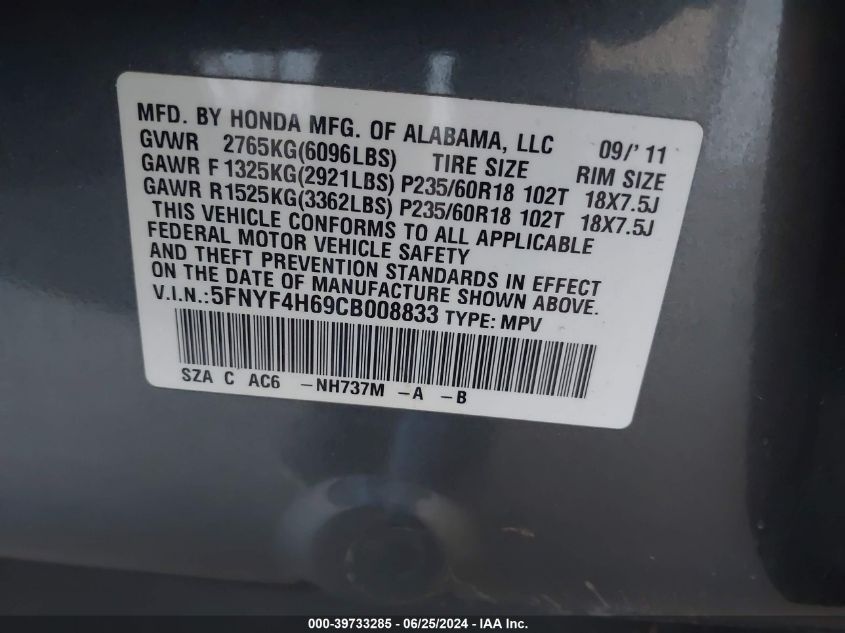 MFD. BY HONDA MFG. OF ALABAMA, LLC 09/' 11
GVWR 2765KG(6096LBS) TIRE SIZE RIM SIZE
GAWR F 1325KG(2921LBS) P235/60R18 102T 18X7.5J
GAWR R 1525KG(3362LBS) P235/60R18 102T 18X7.5J
THIS VEHICLE CONFORMS TO ALL APPLICABLE
FEDERAL MOTOR VEHICLE SAFETY
AND THEFT PREVENTION STANDARDS IN EFFECT
ON THE DATE OF MANUFACTURE SHOWN ABOVE.
V.I.N.:5FNYF4H69CB008833 TYPE: MPV
SZA C AC6 -NH737M -A -B
000-39733285 - 06/25/2024 - IAA Inc.